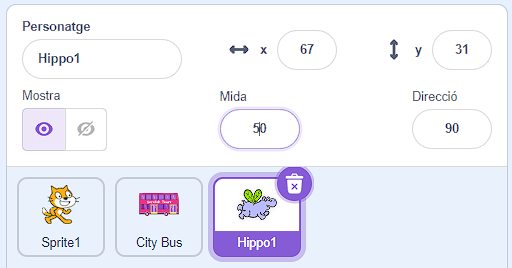 Personatge
Hippo1
x 67
y 31
Mostra
Mida
Direcció
50
90
Sprite1
City Bus
Hippo1